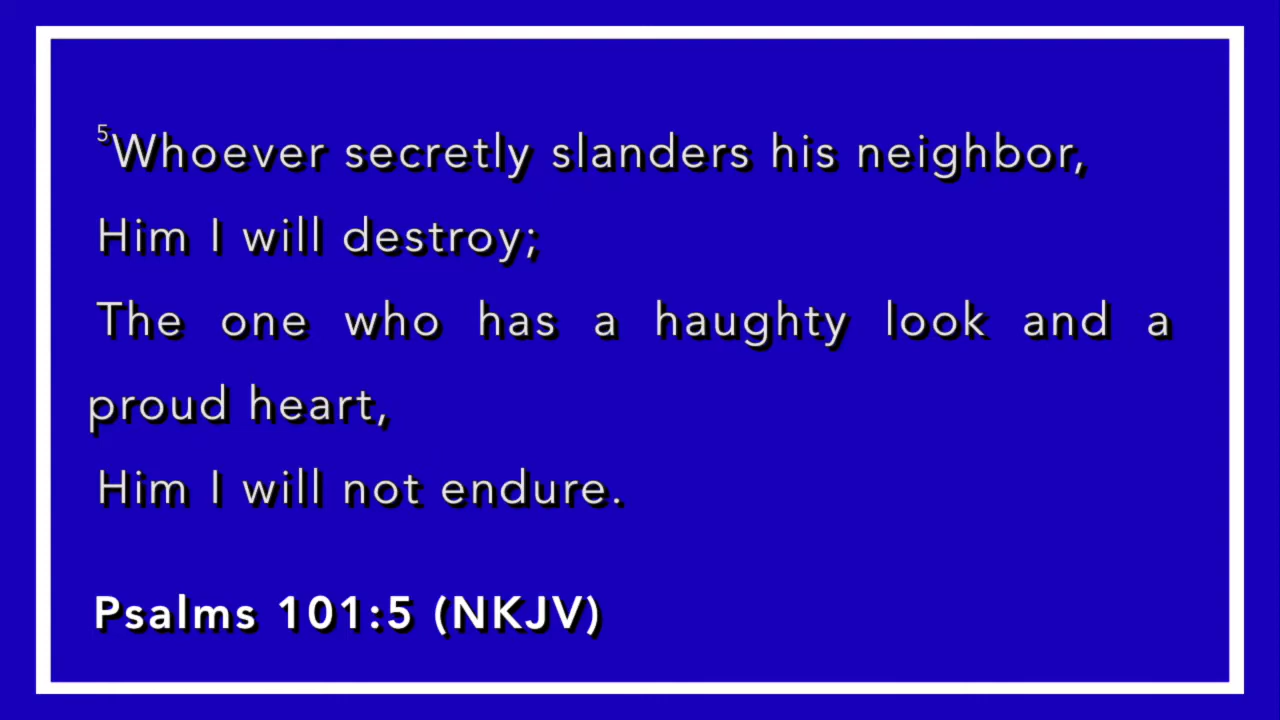 5Whoever secretly slanders his neighbor,
Him I will destroy;
The one who has a haughty look and a
proud heart,
Him I will not endure.
Psalms 101:5 (NKJV)